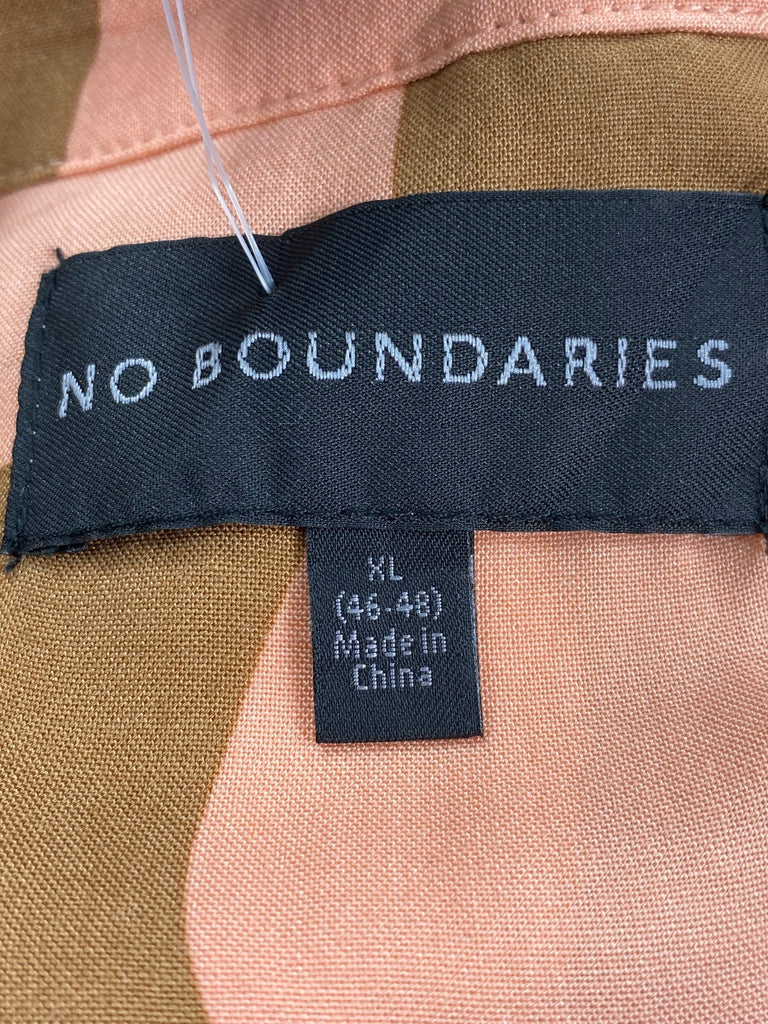 NO BOUNDARIES
XL
(46-48)
Made in
China